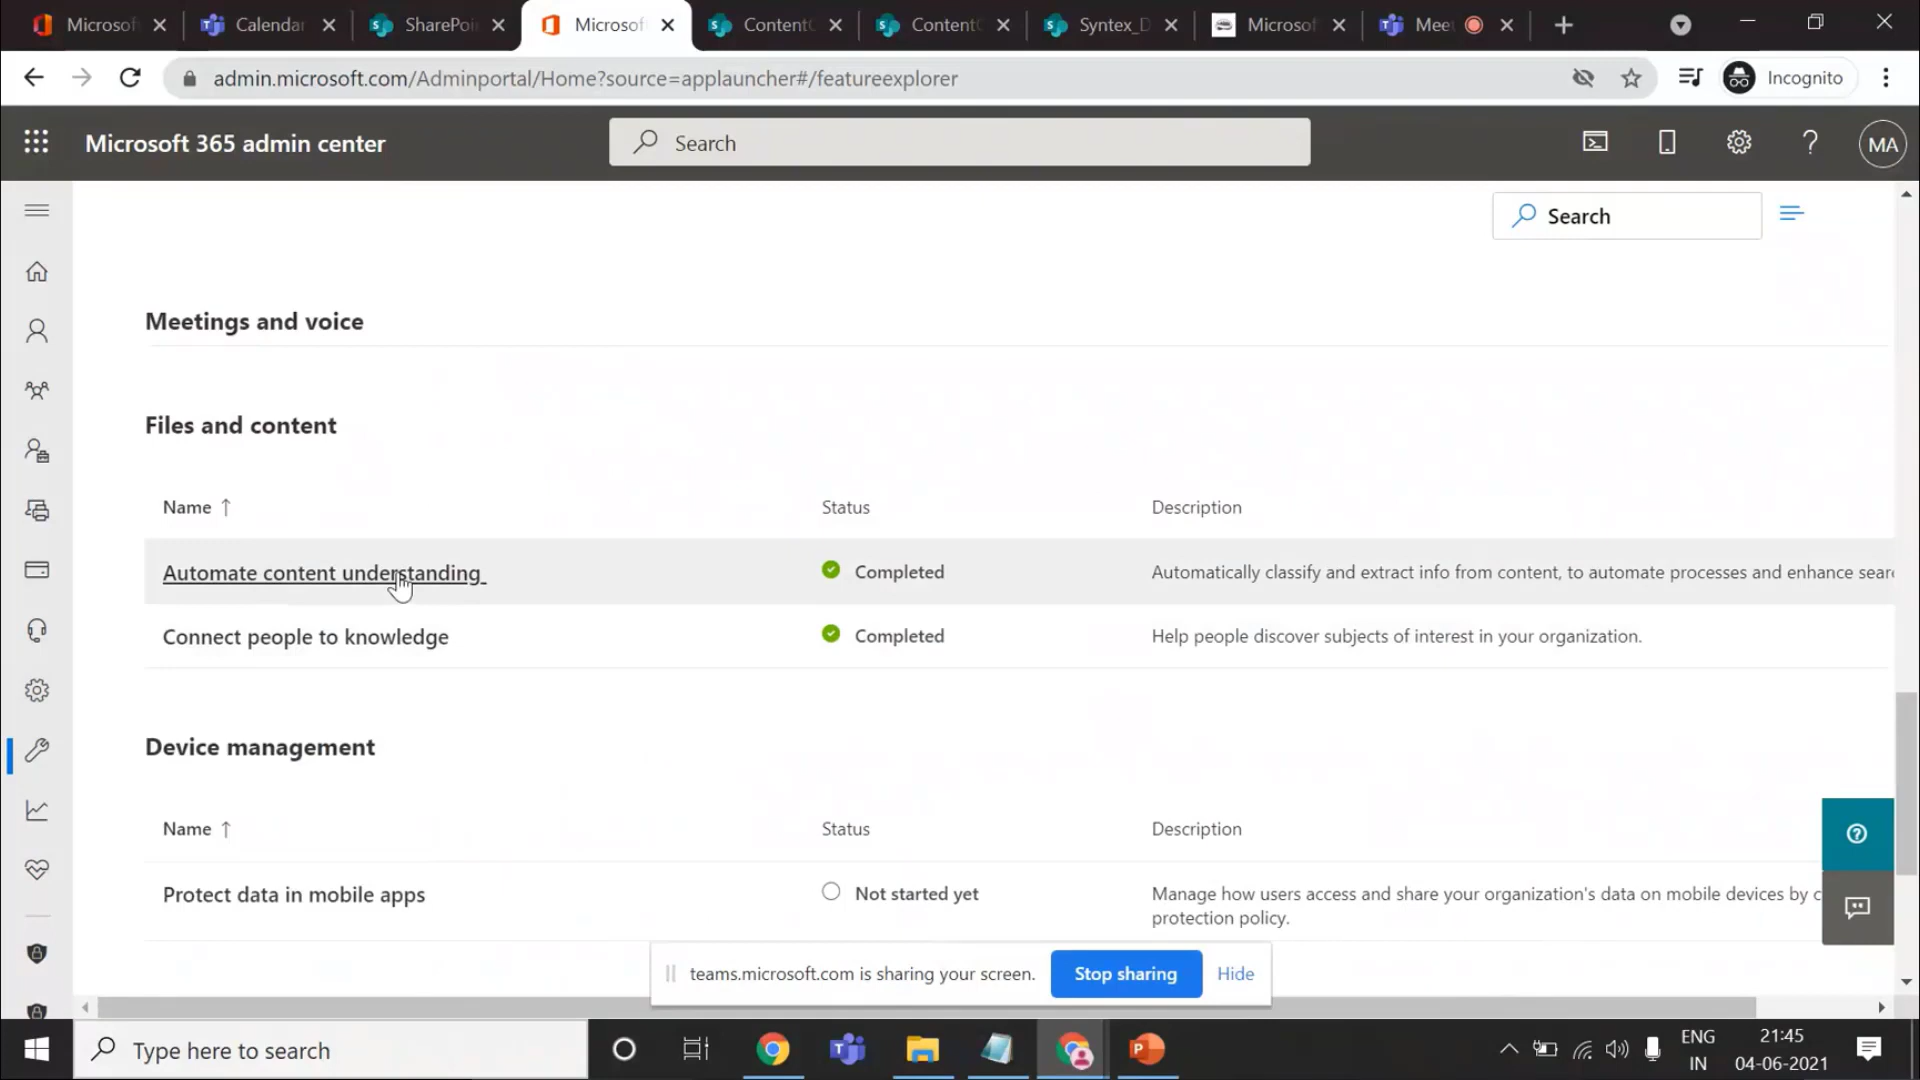 Microsof
Calendar
SharePoi
Microsof
Content
Content
Syntex_D
Microsof
Mee
admin.microsoft.com/Adminportal/Home?source=applauncher#/featureexplorer
Incognito
Microsoft 365 admin center
Search
MA
Search
Meetings and voice
Files and content
Name ↑ Status Description
Automate content understanding Completed Automatically classify and extract info from content, to automate processes and enhance sear
Connect people to knowledge Completed Help people discover subjects of interest in your organization.
Device management
Name ↑ Status Description
Protect data in mobile apps Not started yet Manage how users access and share your organization's data on mobile devices by c
protection policy.
teams.microsoft.com is sharing your screen. Stop sharing Hide
Type here to search
ENG
IN
21:45
04-06-2021